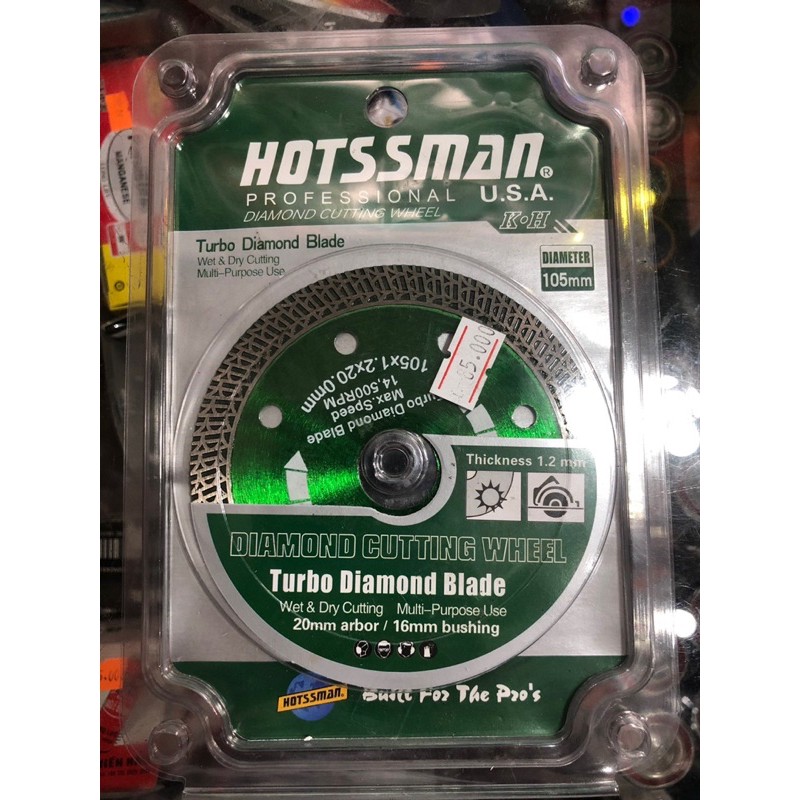 HOTSSMAN®
PROFESSIONAL U.S.A.
DIAMOND CUTTING WHEEL
K•H
Turbo Diamond Blade
Wet & Dry Cutting
Multi-Purpose Use
DIAMETER
105mm
MANGANESE
105x1.2x20.0mm
14,500RPM
Max.Speed
Turbo Diamond Blade
Thickness 1.2 mm
DIAMOND CUTTING WHEEL
Turbo Diamond Blade
Wet & Dry Cutting Multi-Purpose Use
20mm arbor / 16mm bushing
HOTSSMAN
Built For The Pro's